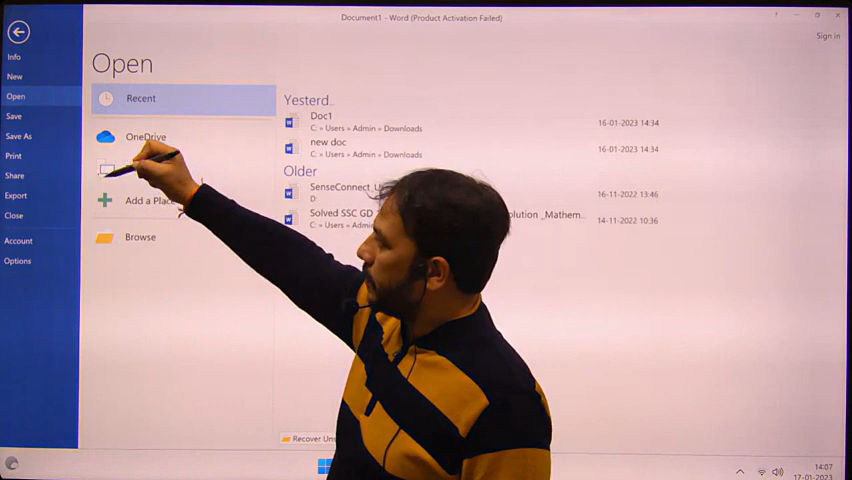 Document1 - Word (Product Activation Failed)
?
Sign in
Info
New
Open
Save
Save As
Print
Share
Export
Close
Account
Options
Open
Recent
OneDrive
Add a Place
Browse
Yesterd..
Doc1
C: » Users » Admin » Downloads
16-01-2023 14:34
new doc
C: » Users » Admin » Downloads
16-01-2023 14:34
Older
SenseConnect_U
D:
16-11-2022 13:46
Solved SSC GD olution _Mathem...
C: » Users » Admi
14-11-2022 10:36
Recover Uns
14:07
17-01-2023